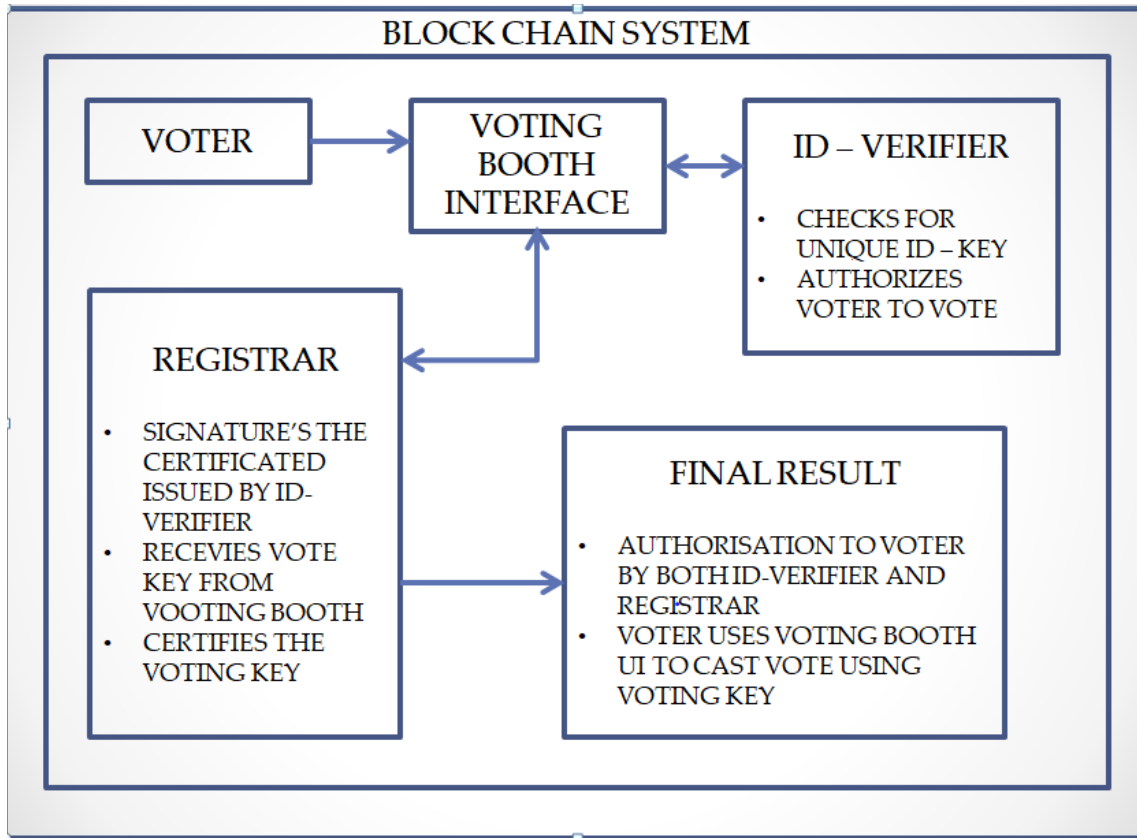 BLOCK CHAIN SYSTEM
VOTER
VOTING
BOOTH
INTERFACE
ID – VERIFIER
• CHECKS FOR
UNIQUE ID – KEY
• AUTHORIZES
VOTER TO VOTE
REGISTRAR
• SIGNATURE'S THE
CERTIFICATED
ISSUED BY ID-
VERIFIER
• RECEVIES VOTE
KEY FROM
VOOTING BOOTH
• CERTIFIES THE
VOTING KEY
FINAL RESULT
• AUTHORISATION TO VOTER
BY BOTH ID-VERIFIER AND
REGISTRAR
• VOTER USES VOTING BOOTH
UI TO CAST VOTE USING
VOTING KEY